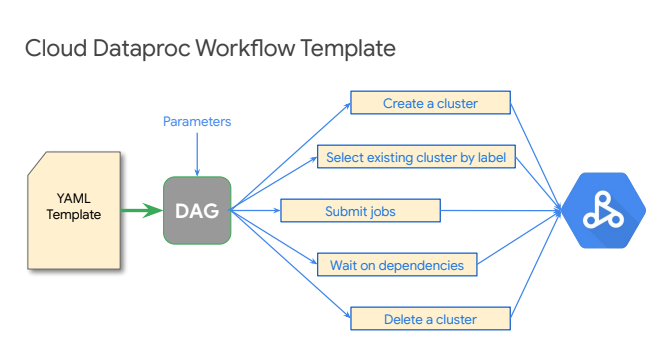 Cloud Dataproc Workflow Template
Parameters
YAML
Template
DAG
Create a cluster
Select existing cluster by label
Submit jobs
Wait on dependencies
Delete a cluster